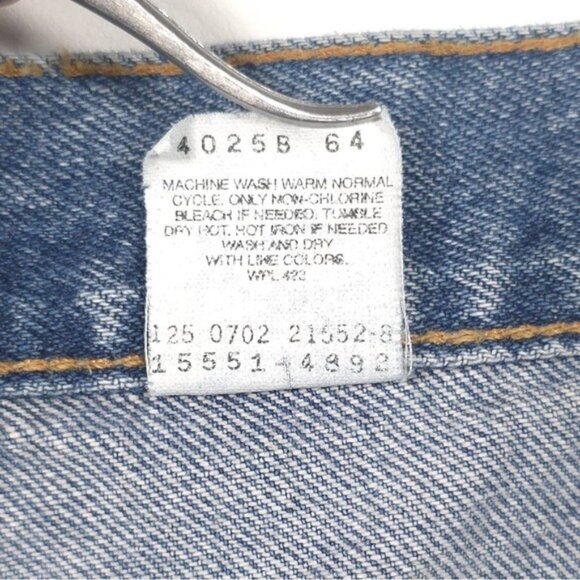 4025B 64
MACHINE WASH WARM NORMAL
CYCLE. ONLY NON-CHLORINE
BLEACH IF NEEDED. TUMBLE
DRY HOT. HOT IRON IF NEEDED
WASH AND DRY
WITH LIKE COLORS.
WPL 423
125 0702 21552-8
15551-4892